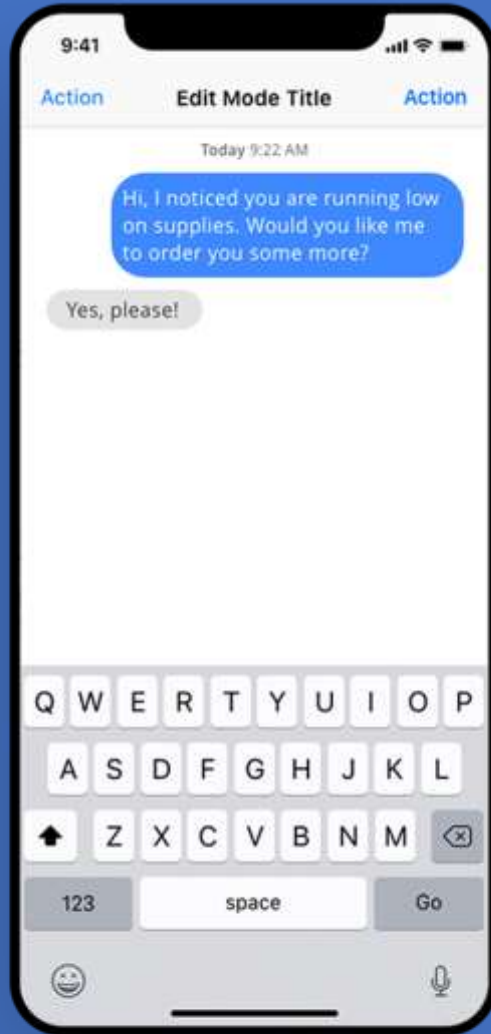 9:41
Action Edit Mode Title Action
Today 9:22 AM
Hi, I noticed you are running low
on supplies. Would you like me
to order you some more?
Yes, please!
Q W E R T Y U I O P
A S D F G H J K L
Z X C V B N M
123 space Go